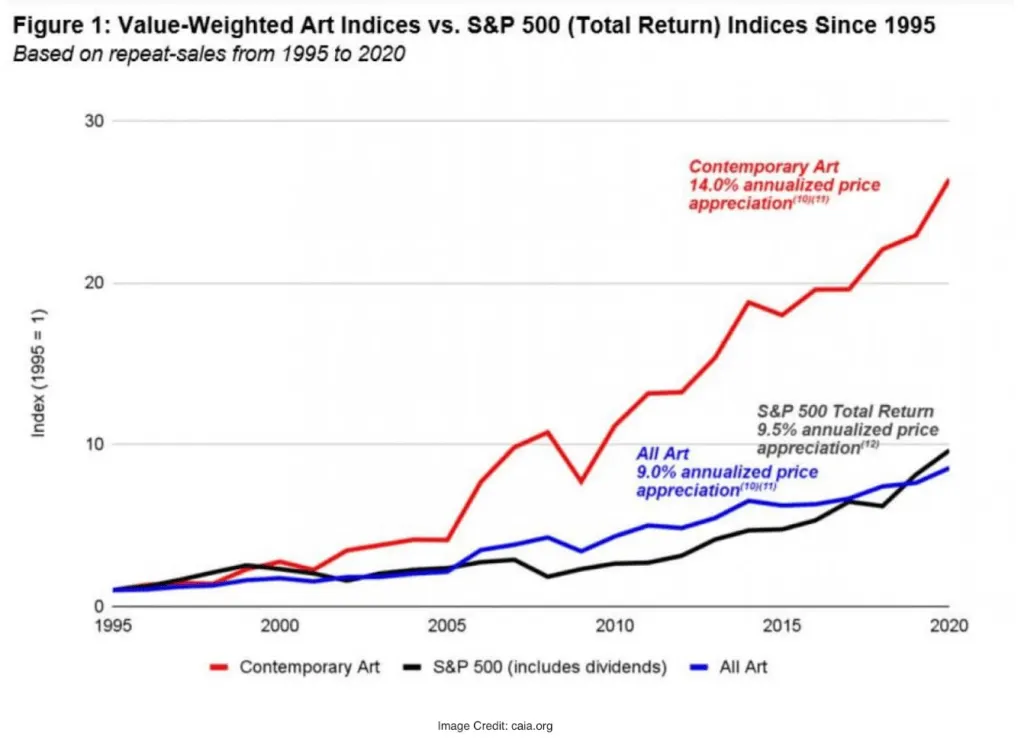 Figure 1: Value-Weighted Art Indices vs. S&P 500 (Total Return) Indices Since 1995
Based on repeat-sales from 1995 to 2020
30
20
10
0
Index (1995 = 1)
Contemporary Art
14.0% annualized price
appreciation(10)(11)
S&P 500 Total Return
9.5% annualized price
appreciation(12)
All Art
9.0% annualized price
appreciation(10)(11)
1995
2000
2005
2010
2015
2020
Contemporary Art
S&P 500 (includes dividends)
All Art
Image Credit: caia.org